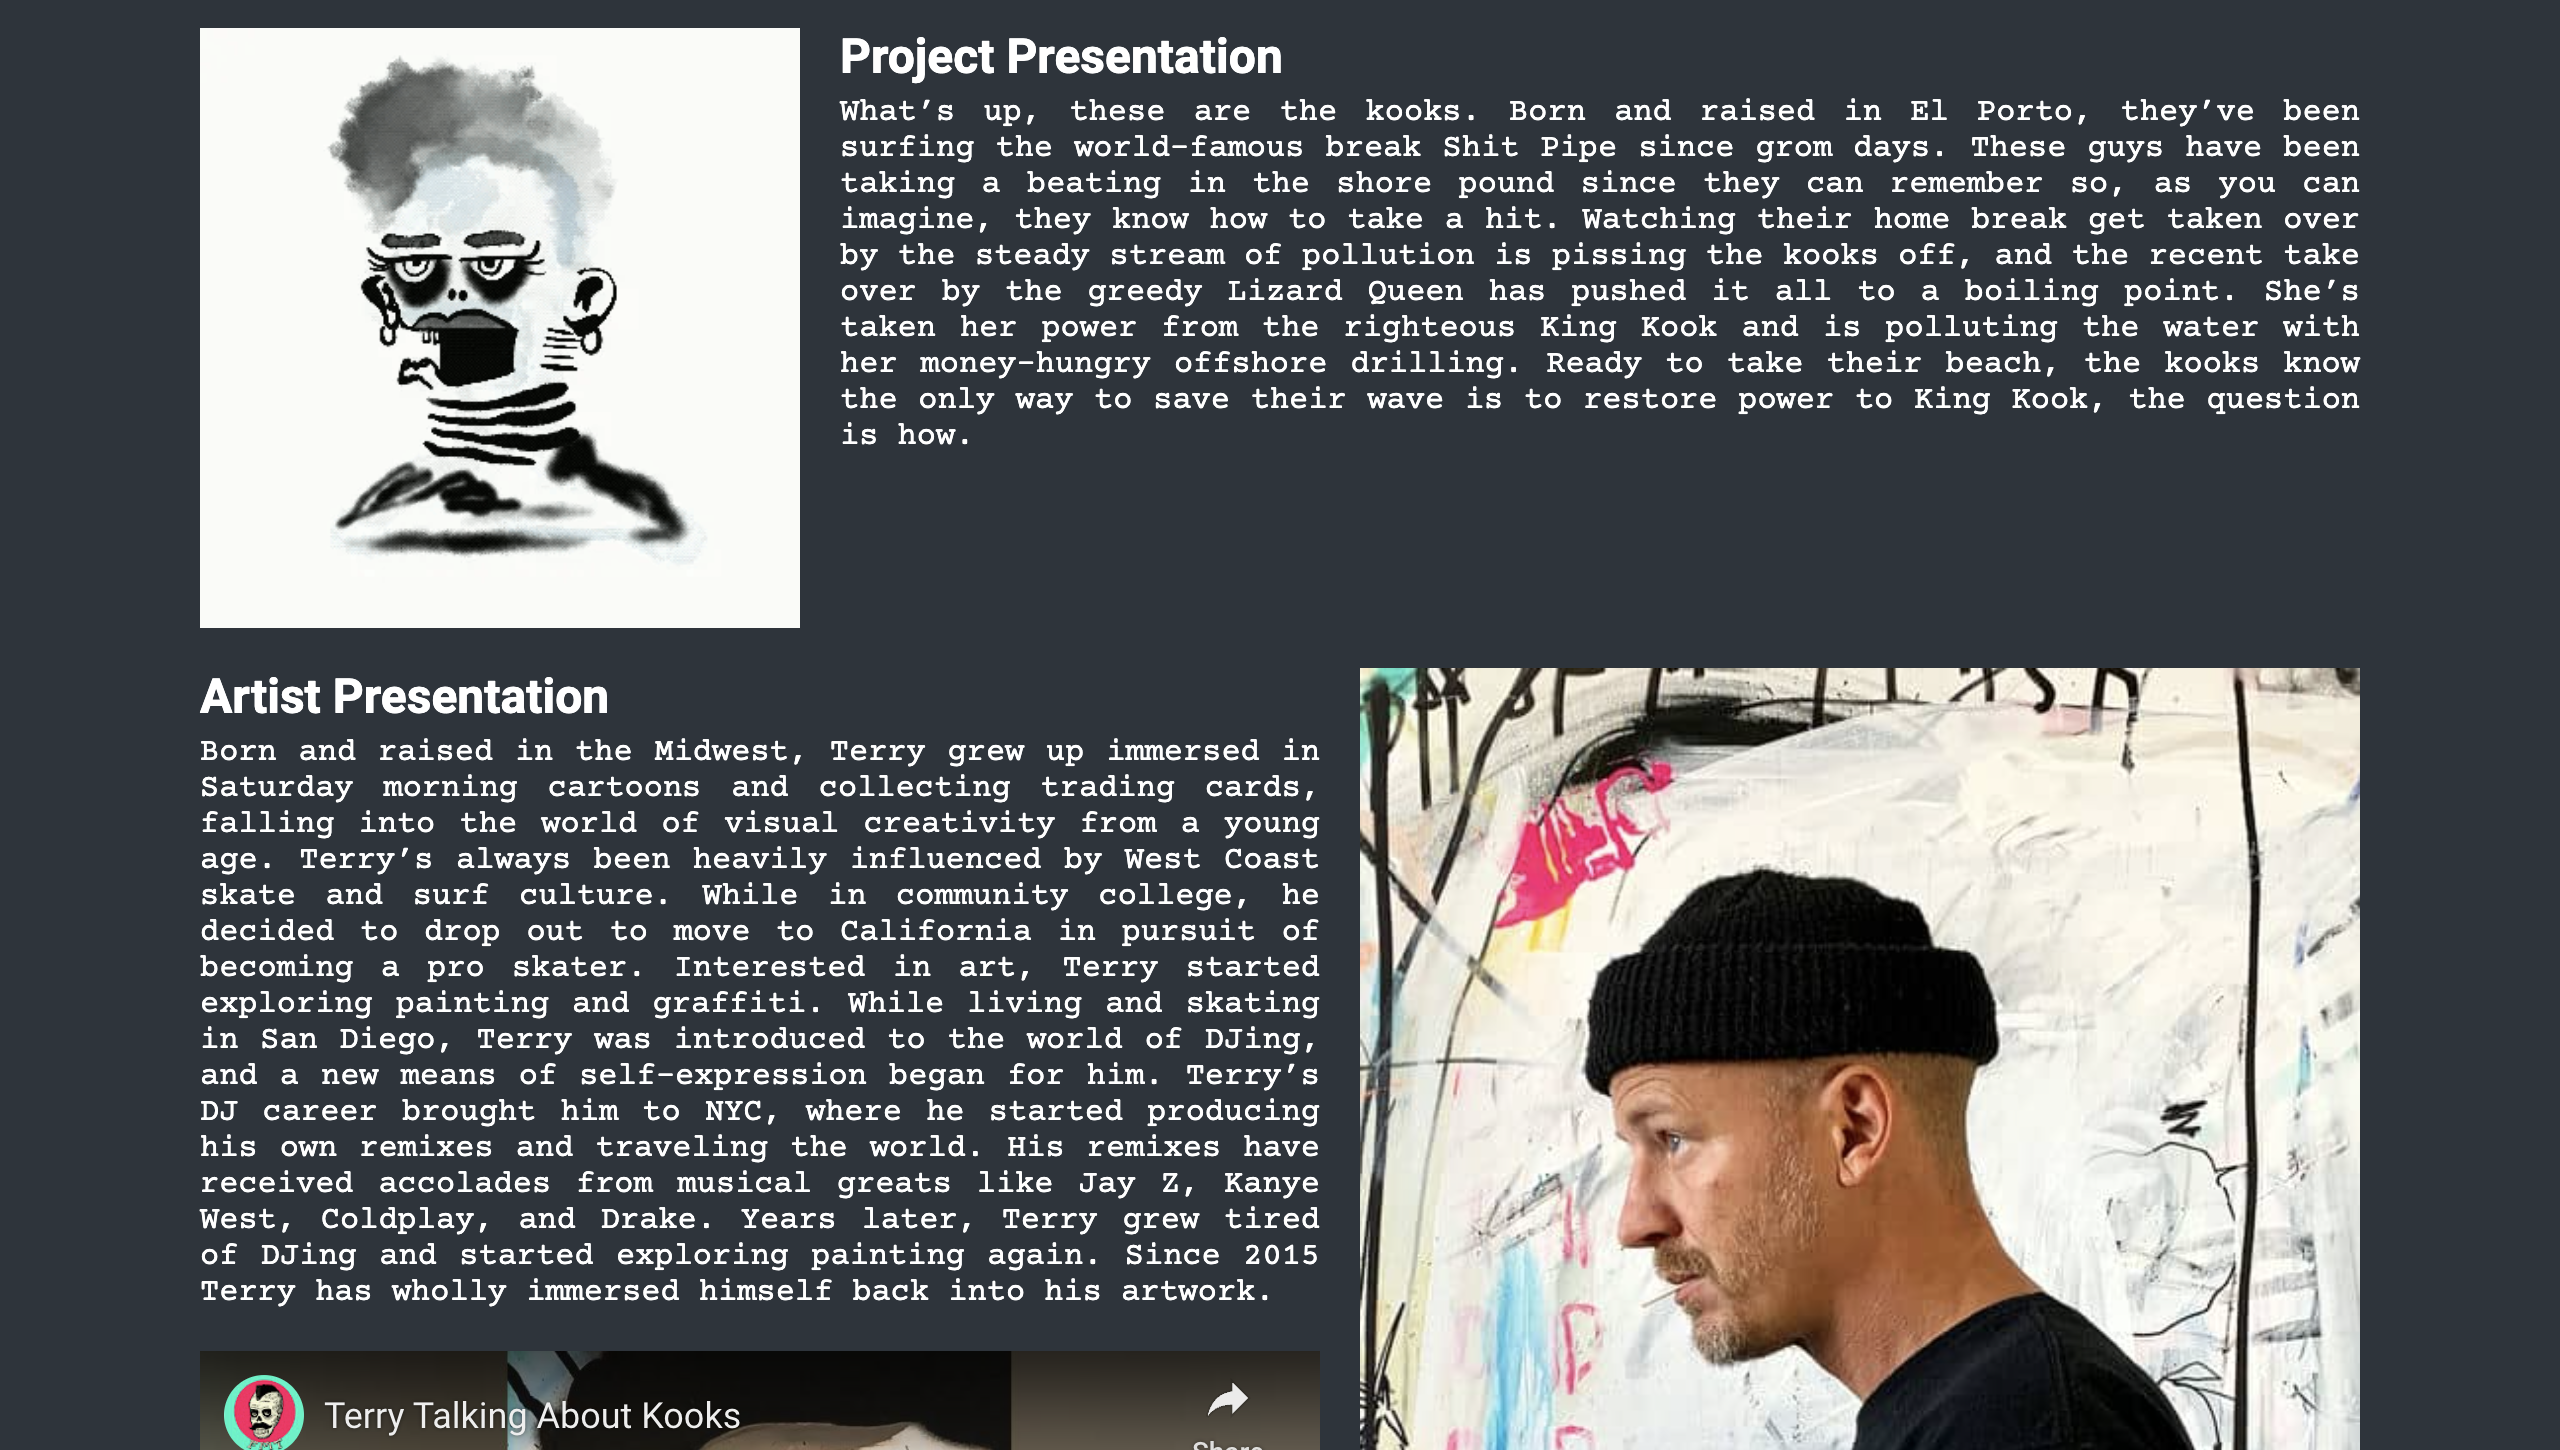 Project Presentation
What’s up, these are the kooks. Born and raised in El Porto, they’ve been
surfing the world-famous break Shit Pipe since grom days. These guys have been
taking a beating in the shore pound since they can remember so, as you can
imagine, they know how to take a hit. Watching their home break get taken over
by the steady stream of pollution is pissing the kooks off, and the recent take
over by the greedy Lizard Queen has pushed it all to a boiling point. She’s
taken her power from the righteous King Kook and is polluting the water with
her money-hungry offshore drilling. Ready to take their beach, the kooks know
the only way to save their wave is to restore power to King Kook, the question
is how.
Artist Presentation
Born and raised in the Midwest, Terry grew up immersed in
Saturday morning cartoons and collecting trading cards,
falling into the world of visual creativity from a young
age. Terry’s always been heavily influenced by West Coast
skate and surf culture. While in community college, he
decided to drop out to move to California in pursuit of
becoming a pro skater. Interested in art, Terry started
exploring painting and graffiti. While living and skating
in San Diego, Terry was introduced to the world of DJing,
and a new means of self-expression began for him. Terry’s
DJ career brought him to NYC, where he started producing
his own remixes and traveling the world. His remixes have
received accolades from musical greats like Jay Z, Kanye
West, Coldplay, and Drake. Years later, Terry grew tired
of DJing and started exploring painting again. Since 2015
Terry has wholly immersed himself back into his artwork.
Terry Talking About Kooks
Share